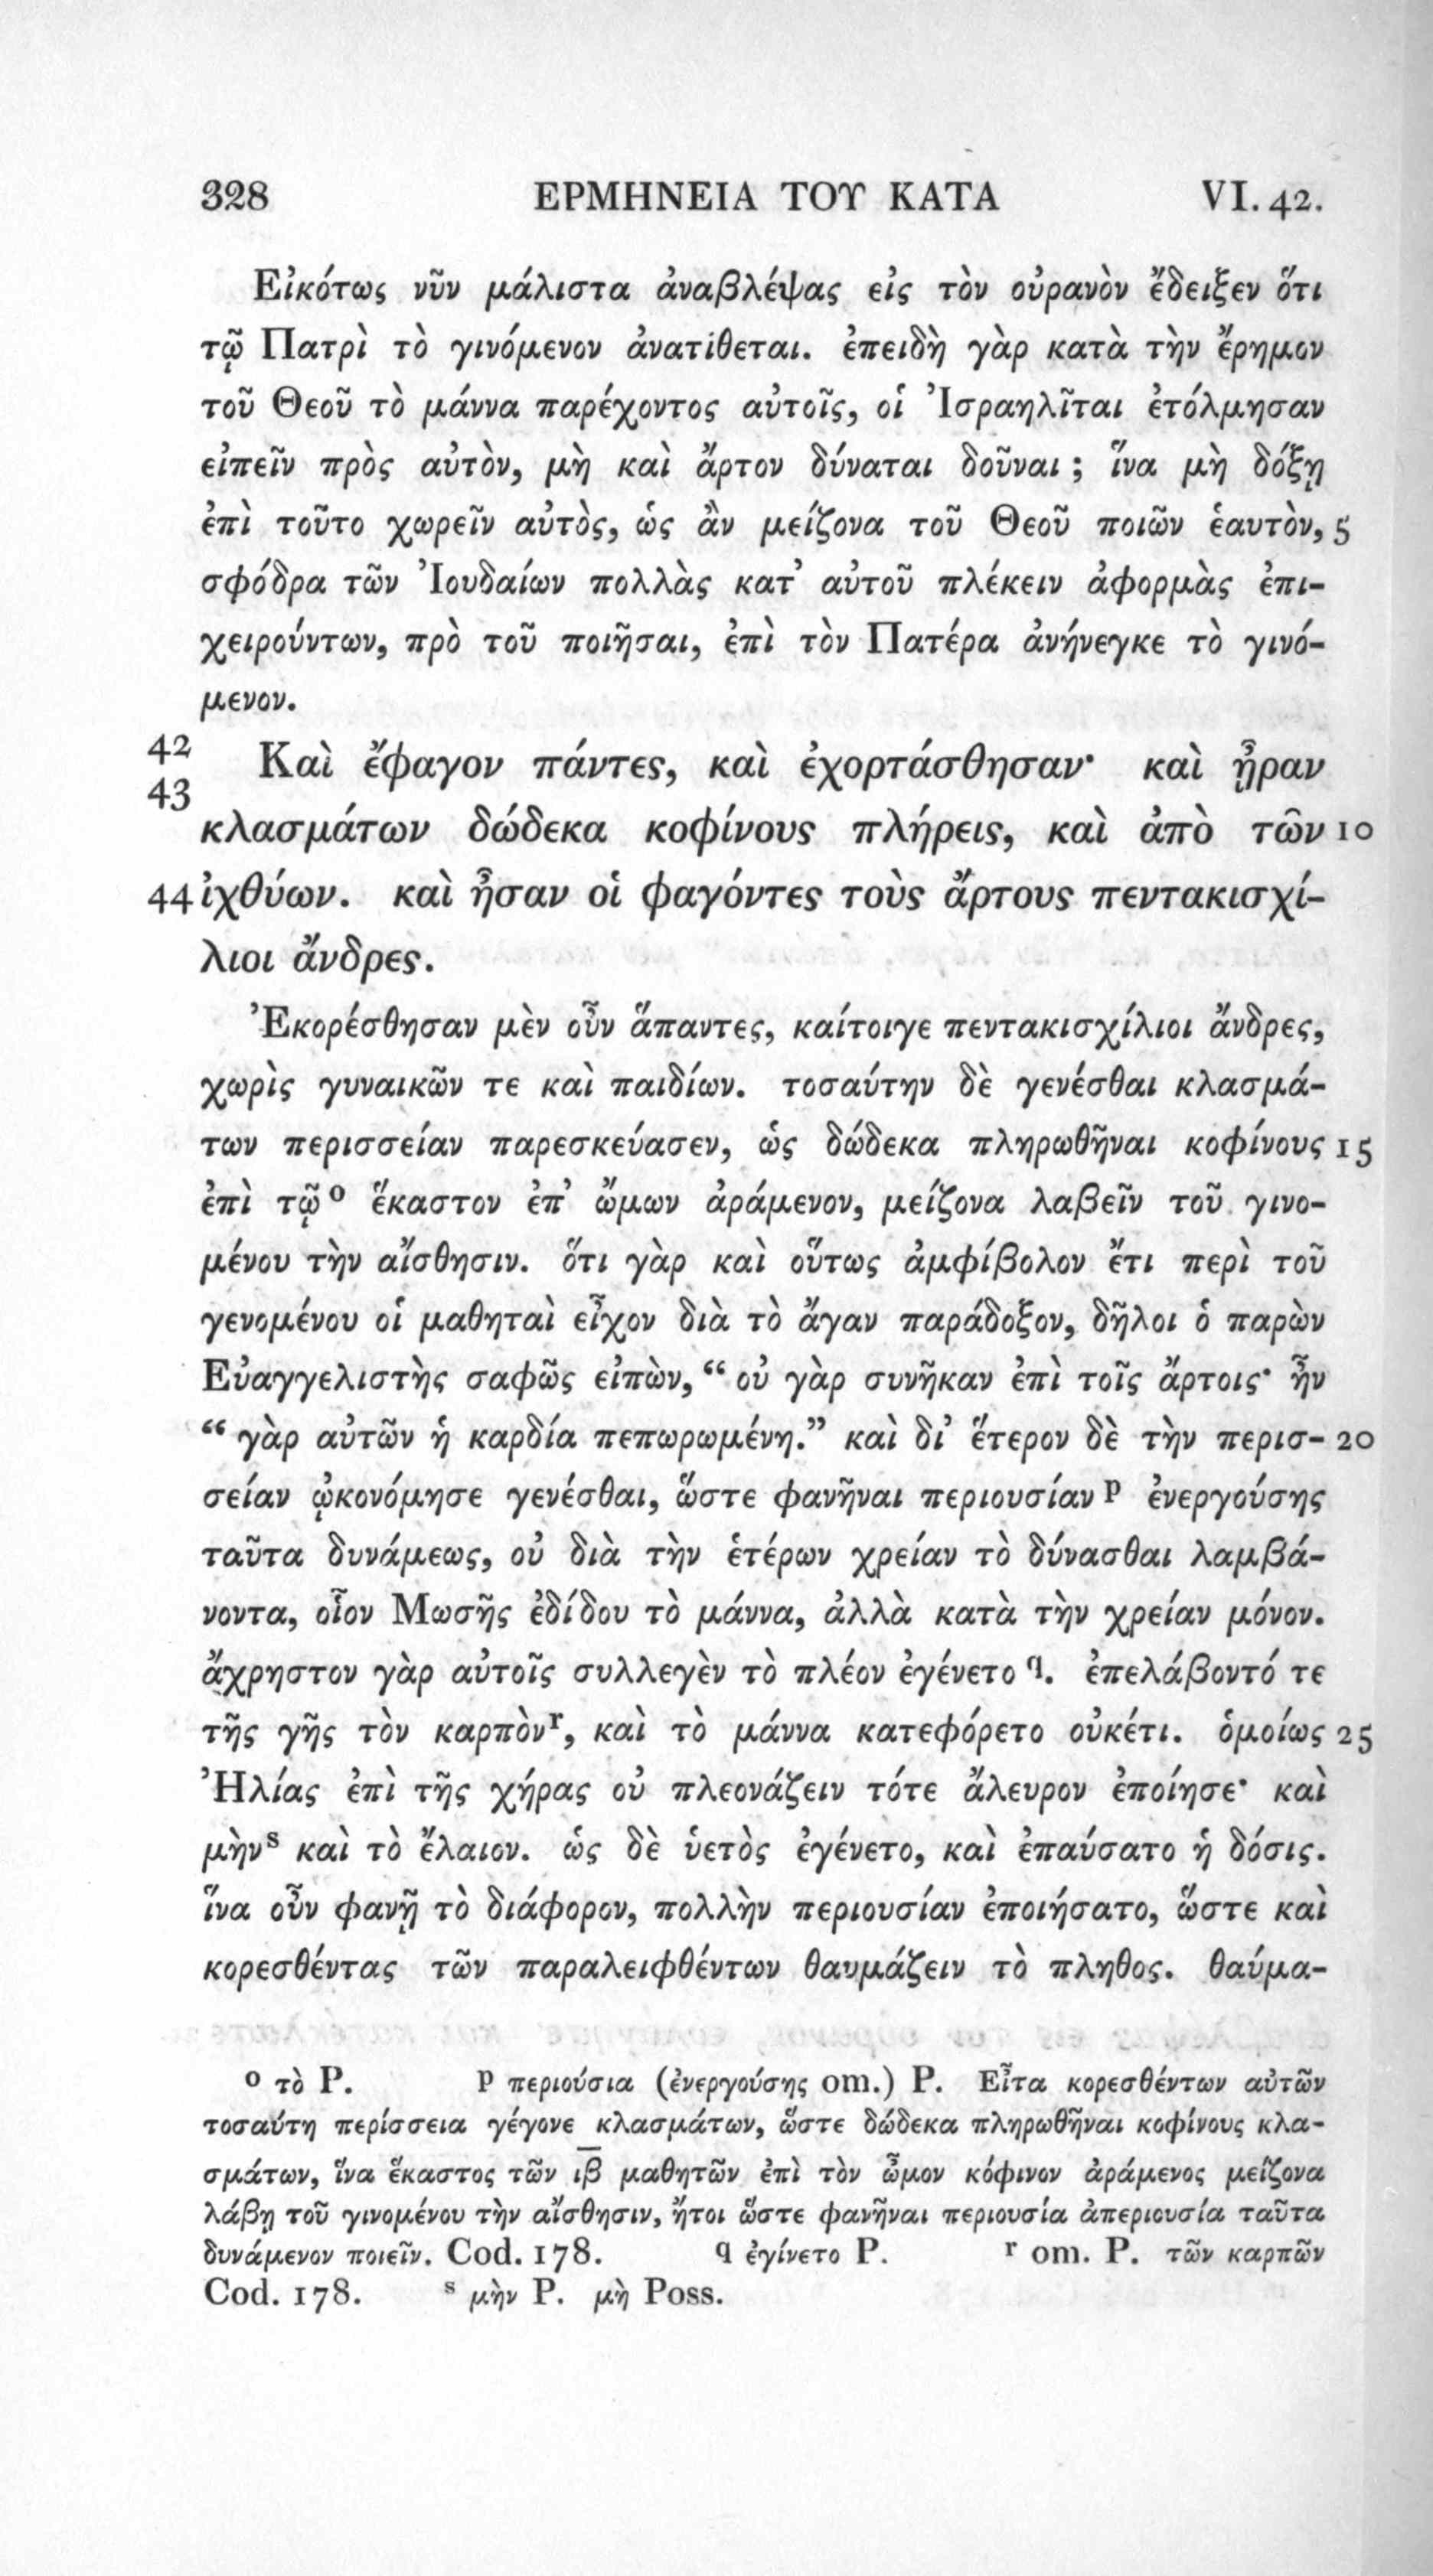 328 ΕΡΜΗΝΕΙΑ ΤΟΥ ΚΑΤΑ VI. 42.
Εἰκότως νῦν μάλιστα ἀναβλέψας εἰς τὸν οὐρανὸν ἔδειξεν ὅτι
τῷ Πατρὶ τὸ γινόμενον ἀνατίθεται. ἐπειδὴ γὰρ κατὰ τὴν ἔρημον
τοῦ Θεοῦ τὸ μάννα παρέχοντος αὐτοῖς, οἱ Ἰσραηλῖται ἐτόλμησαν
εἰπεῖν πρὸς αὐτὸν, μὴ καὶ ἄρτον δύναται δοῦναι ; ἵνα μὴ δόξῃ
ἐπὶ τοῦτο χωρεῖν αὐτὸς, ὡς ἂν μείζονα τοῦ Θεοῦ ποιῶν ἑαυτὸν, 5
σφόδρα τῶν Ἰουδαίων πολλὰς κατ’ αὐτοῦ πλέκειν ἀφορμὰς ἐπι-
χειρούντων, πρὸ τοῦ ποιῆσαι, ἐπὶ τὸν Πατέρα ἀνήνεγκε τὸ γινό-
μενον.
42 Καὶ ἔφαγον πάντες, καὶ ἐχορτάσθησαν· καὶ ᾖραν
43 κλασμάτων δώδεκα κοφίνους πλήρεις, καὶ ἀπὸ τῶν 10
44 ἰχθύων. καὶ ἦσαν οἱ φαγόντες τοὺς ἄρτους πεντακισχί-
λιοι ἄνδρες.
Ἐκορέσθησαν μὲν οὖν ἅπαντες, καίτοιγε πεντακισχίλιοι ἄνδρες,
χωρὶς γυναικῶν τε καὶ παιδίων. τοσαύτην δὲ γενέσθαι κλασμά-
των περισσείαν παρεσκεύασεν, ὡς δώδεκα πληρωθῆναι κοφίνους 15
ἐπὶ τῷ ᵒ ἕκαστον ἐπ’ ὤμων ἀράμενον, μείζονα λαβεῖν τοῦ γινο-
μένου τὴν αἴσθησιν. ὅτι γὰρ καὶ οὕτως ἀμφίβολον ἔτι περὶ τοῦ
γενομένου οἱ μαθηταὶ εἶχον διὰ τὸ ἄγαν παράδοξον, δῆλοι ὁ παρὼν
Εὐαγγελιστὴς σαφῶς εἰπὼν, “ οὐ γὰρ συνῆκαν ἐπὶ τοῖς ἄρτοις· ἦν
“ γὰρ αὐτῶν ἡ καρδία πεπωρωμένη.” καὶ δι’ ἕτερον δὲ τὴν περισ- 20
σείαν ᾠκονόμησε γενέσθαι, ὥστε φανῆναι περιουσίαν ᵖ ἐνεργούσης
ταῦτα δυνάμεως, οὐ διὰ τὴν ἑτέρων χρείαν τὸ δύνασθαι λαμβά-
νοντα, οἷον Μωσῆς ἐδίδου τὸ μάννα, ἀλλὰ κατὰ τὴν χρείαν μόνον.
ἄχρηστον γὰρ αὐτοῖς συλλεγὲν τὸ πλέον ἐγένετο q. ἐπελάβοντό τε
τῆς γῆς τὸν καρπὸν ʳ, καὶ τὸ μάννα κατεφόρετο οὐκέτι. ὁμοίως 25
Ἠλίας ἐπὶ τῆς χήρας οὐ πλεονάζειν τότε ἄλευρον ἐποίησε· καὶ
μὴν ˢ καὶ τὸ ἔλαιον. ὡς δὲ ὑετὸς ἐγένετο, καὶ ἐπαύσατο ἡ δόσις.
ἵνα οὖν φανῇ τὸ διάφορον, πολλὴν περιουσίαν ἐποιήσατο, ὥστε καὶ
κορεσθέντας τῶν παραλειφθέντων θαυμάζειν τὸ πληθος. θαύμα-
ᵒ τὸ P. ᵖ περιούσια (ἐνεργούσης om.) P. Εἶτα κορεσθέντων αὐτῶν
τοσαύτη περίσσεια γέγονε κλασμάτων, ὥστε δώδεκα πληρωθῆναι κοφίνους κλα-
σμάτων, ἵνα ἕκαστος τῶν ιβ̅ μαθητῶν ἐπὶ τὸν ὦμον κόφινον ἀράμενος μείζονα
λάβῃ τοῦ γινομένου τὴν αἴσθησιν, ἤτοι ὥστε φανῆναι περιουσία ἀπεριουσία ταῦτα
δυνάμενον ποιεῖν. Cod. 178. q ἐγίνετο P. ʳ om. P. τῶν καρπῶν
Cod. 178. ˢ μὴν P. μὴ Poss.